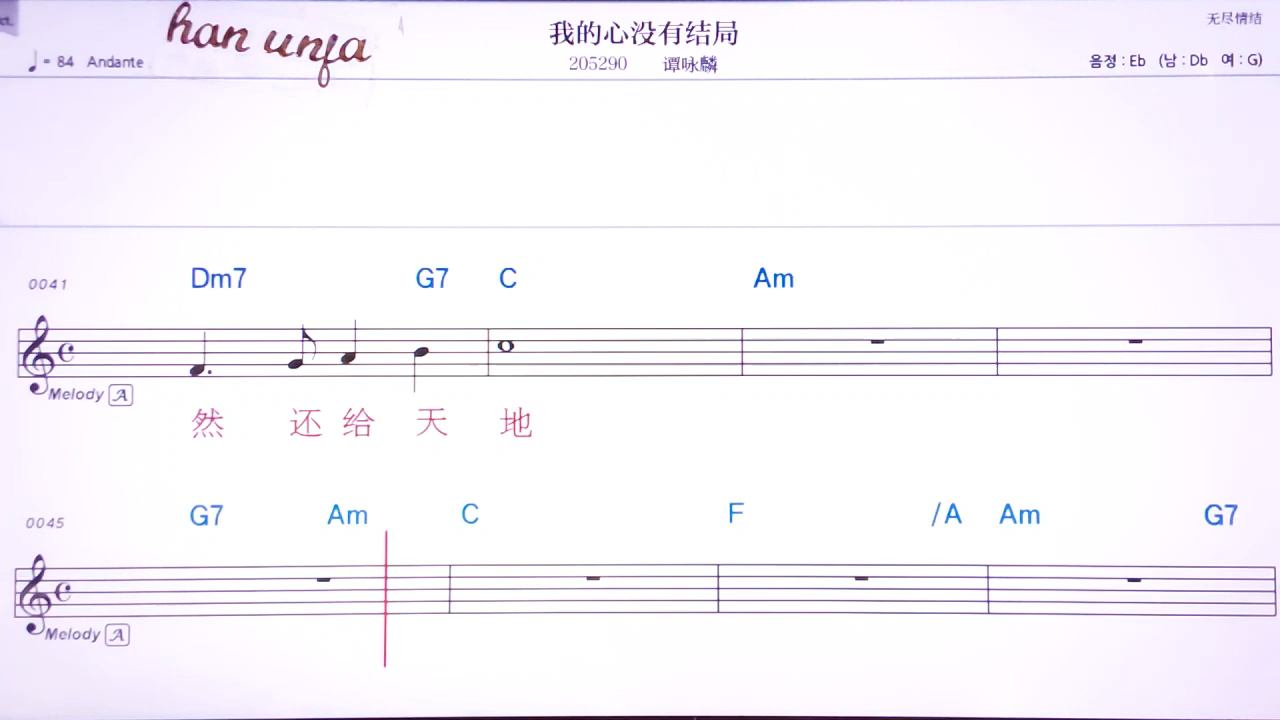 han unja
我的心没有结局
无尽情结
= 84 Andante
205290 谭咏麟
음정 : Eb (남 : Db 여 : G)
0041 Dm7 G7 C Am
Melody A
然 还 给 天 地
0045 G7 Am C F /A Am G7
Melody A